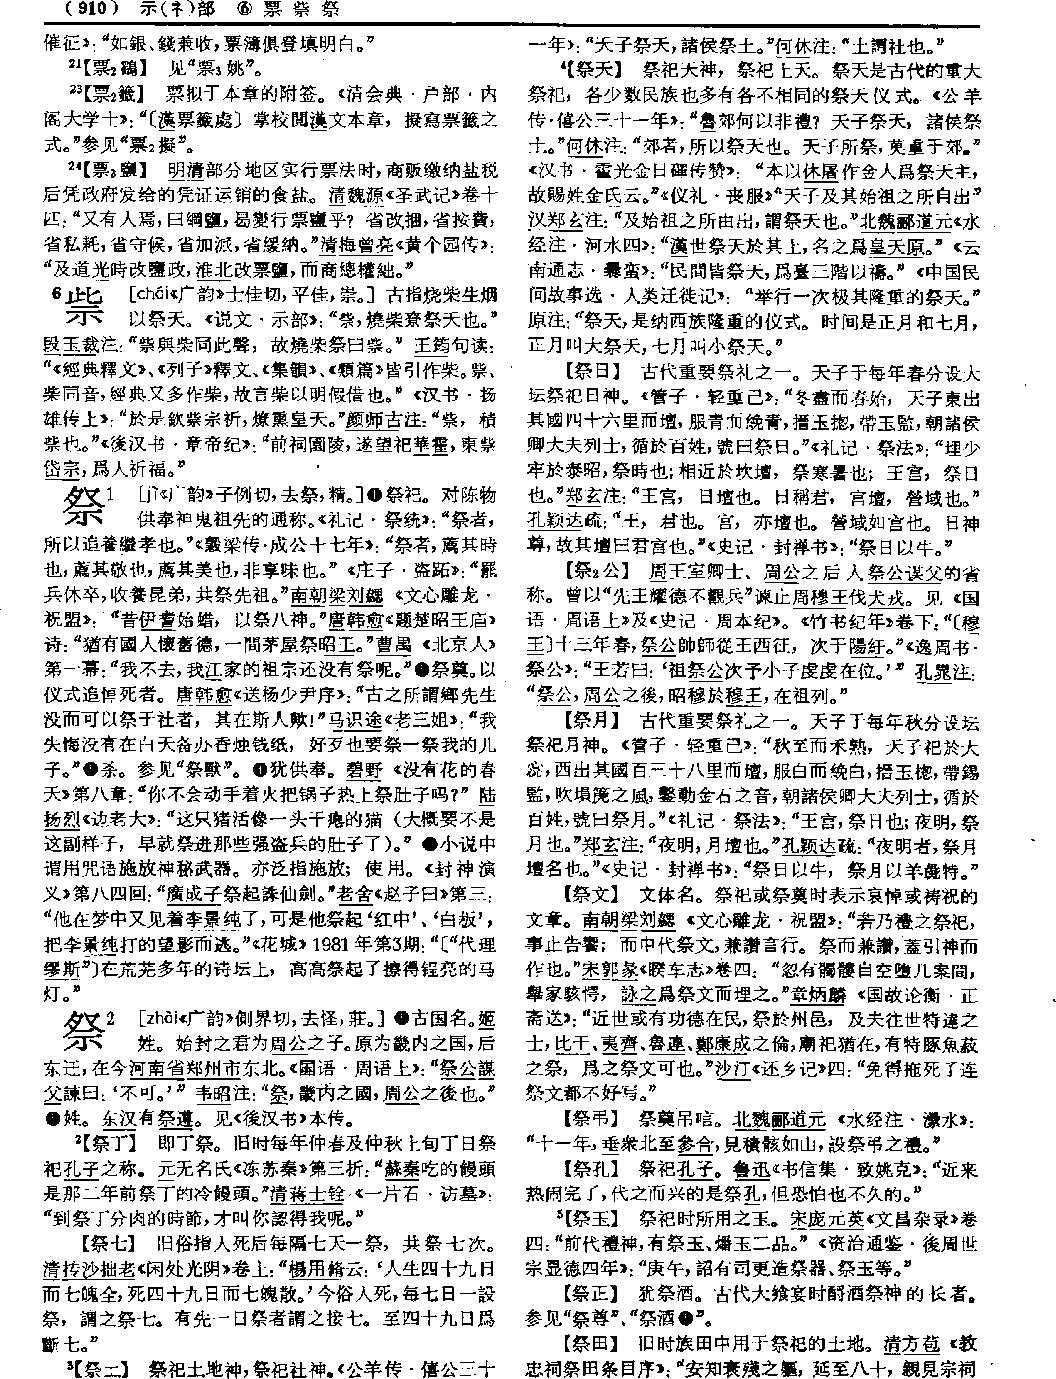 (910) 示(礻)部 ⑥ 票 祡 祭
催征》：“如銀、錢兼收，票簿俱登填明白。”
21【票2鷂】 见“票3姚”。
23【票2籤】 票拟于本章的附签。《清会典·户部·内
阁大学士》：“〔漢票籤處〕掌校閲漢文本章，擬寫票籤之
式。”参见“票2擬”。
24【票2鹽】 明清部分地区实行票法时，商贩缴纳盐税
后凭政府发给的凭证运销的食盐。清魏源《圣武记》卷十
四：“又有人焉，曰綱鹽，曷變行票鹽乎？省改捆，省按費，
省私耗，省守候，省加派，省緩纳。”清梅曾亮《黄个园传》：
“及道光時改鹽政，淮北改票鹽，而商總權絀。”
6祡 ［chái《广韵》士佳切，平佳，崇。］古指烧柴生烟
以祭天。《说文·示部》：“祡，燒柴尞祭天也。”
段玉裁注：“祡與柴同此聲，故燒柴祭曰祡。”王筠句读：
“《經典釋文》、《列子》釋文、《集韻》、《類篇》皆引作柴。祡、
柴同音，經典又多作柴，故言柴以明假借也。”《汉书·扬
雄传上》：“於是欽祡宗祈，燎熏皇天。”颜师古注：“祡，積
柴也。”《後汉书·章帝纪》：“前祠園陵，遂望祀華霍，東祡
岱宗，爲人祈福。”
祭1 ［jì《广韵》子例切，去祭，精。］❶祭祀。对陈物
供奉神鬼祖先的通称。《礼记·祭统》：“祭者，
所以追養繼孝也。”《穀梁传·成公十七年》：“祭者，薦其時
也，薦其敬也，薦其美也，非享味也。”《庄子·盗跖》：“罷
兵休卒，收養昆弟，共祭先祖。”南朝梁刘勰《文心雕龙·
祝盟》：“昔伊耆始蜡，以祭八神。”唐韩愈《题楚昭王庙》
诗：“猶有國人懷舊德，一間茅屋祭昭王。”曹禺《北京人》
第一幕：“我不去，我江家的祖宗还没有祭呢。”❷祭奠。以
仪式追悼死者。唐韩愈《送杨少尹序》：“古之所謂鄉先生
没而可以祭于社者，其在斯人歟！”马识途《老三姐》：“我
失悔没有在白天备办香烛钱纸，好歹也要祭一祭我的儿
子。”❸杀。参见“祭獸”。❹犹供奉。碧野《没有花的春
天》第八章：“你不会动手着火把锅子热上祭肚子吗？”陆
扬烈《边老大》：“这只猪活像一头干瘪的猫（大概要不是
这副样子，早就祭进那些强盗兵的肚子了）。”❺小说中
谓用咒语施放神秘武器。亦泛指施放；使用。《封神演
义》第八四回：“廣成子祭起誅仙劍。”老舍《赵子曰》第三：
“他在梦中又见着李景纯了，可是他祭起‘红中’、‘白板’，
把李景纯打的望影而逃。”《花城》1981年第3期：“〔“代理
缪斯”〕在荒芜多年的诗坛上，高高祭起了擦得锃亮的马
灯。”
祭2 ［zhài《广韵》側界切，去怪，莊。］❶古国名。姬
姓。始封之君为周公之子。原为畿内之国，后
东迁，在今河南省郑州市东北。《国语·周语上》：“祭公謀
父諫曰：‘不可。’”韦昭注：“祭，畿内之國，周公之後也。”
❷姓。东汉有祭遵。见《後汉书》本传。
2【祭丁】 即丁祭。旧时每年仲春及仲秋上旬丁日祭
祀孔子之称。元无名氏《冻苏秦》第三折：“蘇秦吃的饅頭
是那二年前祭丁的冷饅頭。”清蒋士铨《一片石·访墓》：
“到祭丁分肉的時節，才叫你認得我呢。”
【祭七】 旧俗指人死后每隔七天一祭，共祭七次。
清抟沙拙老《闲处光阴》卷上：“楊用脩云：‘人生四十九日
而七魄全，死四十九日而七魄散。’今俗人死，每七日一設
祭，謂之祭七。有先一日祭者謂之接七。至四十九日爲
斷七。”
3【祭土】 祭祀土地神，祭祀社神。《公羊传·僖公三十
一年》：“天子祭天，諸侯祭土。”何休注：“土謂社也。”
4【祭天】 祭祀天神，祭祀上天。祭天是古代的重大
祭祀，各少数民族也多有各不相同的祭天仪式。《公羊
传·僖公三十一年》：“魯郊何以非禮？天子祭天，諸侯祭
土。”何休注：“郊者，所以祭天也。天子所祭，莫重于郊。”
《汉书·霍光金日磾传赞》：“本以休屠作金人爲祭天主，
故賜姓金氏云。”《仪礼·丧服》“天子及其始祖之所自出”
汉郑玄注：“及始祖之所由出，謂祭天也。”北魏郦道元《水
经注·河水四》：“漢世祭天於其上，名之爲皇天原。”《云
南通志·爨蛮》：“民間皆祭天，爲臺三階以禱。”《中国民
间故事选·人类迁徙记》：“举行一次极其隆重的祭天。”
原注：“祭天，是纳西族隆重的仪式。时间是正月和七月，
正月叫大祭天，七月叫小祭天。”
【祭日】 古代重要祭礼之一。天子于每年春分设大
坛祭祀日神。《管子·轻重己》：“冬盡而春始，天子東出
其國四十六里而壇，服青而絻青，搢玉揔，帶玉監，朝諸侯
卿大夫列士，循於百姓，號曰祭日。”《礼记·祭法》：“埋少
牢於泰昭，祭時也；相近於坎壇，祭寒暑也；王宫，祭日
也。”郑玄注：“王宫，日壇也。日稱君，宫壇，營域也。”
孔颖达疏：“王，君也。宫，亦壇也。營域如宫也。日神
尊，故其壇曰君宫也。”《史记·封禅书》：“祭日以牛。”
【祭2公】 周王室卿士、周公之后人祭公谋父的省
称。曾以“先王耀德不觀兵”谏止周穆王伐犬戎。见《国
语·周语上》及《史记·周本纪》。《竹书纪年》卷下：“〔穆
王〕十三年春，祭公帥師從王西征，次于陽紆。”《逸周书·
祭公》：“王若曰：‘祖祭公次予小子虔虔在位。’”孔晁注：
“祭公，周公之後，昭穆於穆王，在祖列。”
【祭月】 古代重要祭礼之一。天子于每年秋分设坛
祭祀月神。《管子·轻重己》：“秋至而禾熟，天子祀於大
惢，西出其國百三十八里而壇，服白而絻白，搢玉揔，帶錫
監，吹塤箎之風，鑿動金石之音，朝諸侯卿大夫列士，循於
百姓，號曰祭月。”《礼记·祭法》：“王宫，祭日也；夜明，祭
月也。”郑玄注：“夜明，月壇也。”孔颖达疏：“夜明者，祭月
壇名也。”《史记·封禅书》：“祭日以牛，祭月以羊彘特。”
【祭文】 文体名。祭祀或祭奠时表示哀悼或祷祝的
文章。南朝梁刘勰《文心雕龙·祝盟》：“若乃禮之祭祀，
事止告饗；而中代祭文，兼讚言行。祭而兼讚，蓋引神而
作也。”宋郭彖《睽车志》卷四：“忽有髑髏自空墮几案間，
舉家駭愕，詠之爲祭文而埋之。”章炳麟《国故论衡·正
斋送》：“近世或有功德在民，祭於州邑，及夫往世特達之
士，比干、夷齊、魯連、鄭康成之倫，廟祀猶在，有特豚魚菽
之祭，爲之祭文可也。”沙汀《还乡记》四：“免得拖死了连
祭文都不好写。”
【祭弔】 祭奠吊唁。北魏郦道元《水经注·㶟水》：
“十一年，垂衆北至參合，見積骸如山，設祭弔之禮。”
【祭孔】 祭祀孔子。鲁迅《书信集·致姚克》：“近来
热闹完了，代之而兴的是祭孔，但恐怕也不久的。”
5【祭玉】 祭祀时所用之玉。宋庞元英《文昌杂录》卷
四：“前代禮神，有祭玉、燔玉二品。”《资治通鉴·後周世
宗显德四年》：“庚午，詔有司更造祭器、祭玉等。”
【祭正】 犹祭酒。古代大飨宴时酹酒祭神的长者。
参见“祭尊”、“祭酒❶”。
【祭田】 旧时族田中用于祭祀的土地。清方苞《教
忠祠祭田条目序》：“安知衰殘之軀，延至八十，親見宗祠